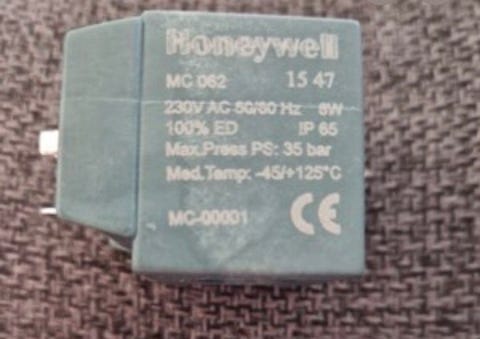 Honeywell
MC 062 15 47
230V AC 50/60 Hz 8W
100% ED IP 65
Max.Press PS: 35 bar
Med.Temp: -45/+125°C
MC-00001 CE